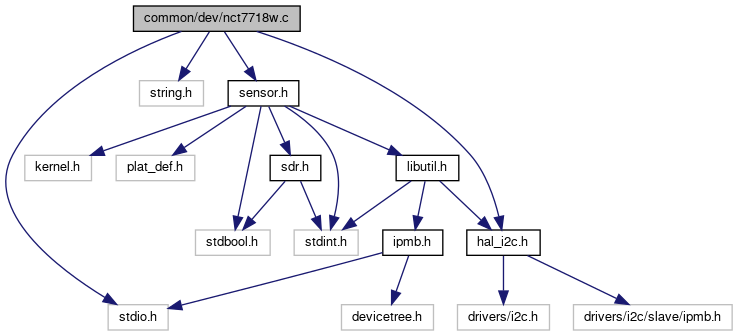 common/dev/nct7718w.c
string.h
sensor.h
kernel.h
plat_def.h
sdr.h
libutil.h
stdbool.h
stdint.h
ipmb.h
hal_i2c.h
stdio.h
devicetree.h
drivers/i2c.h
drivers/i2c/slave/ipmb.h